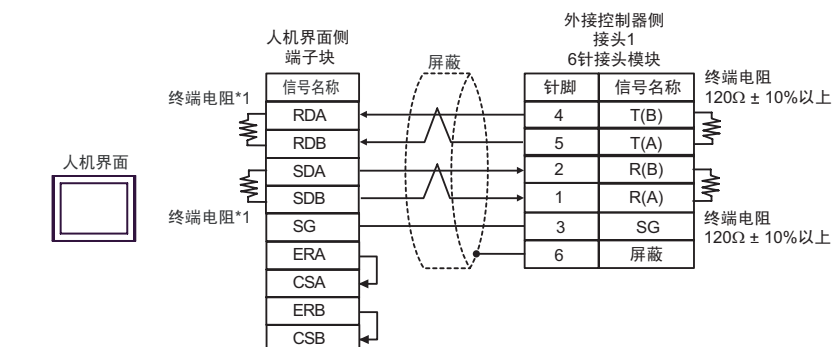 外接控制器侧
接头1
6针接头模块
人机界面侧
端子块
屏蔽
信号名称
RDA
RDB
SDA
SDB
SG
ERA
CSA
ERB
CSB
针脚 信号名称
4 T(B)
5 T(A)
2 R(B)
1 R(A)
3 SG
6 屏蔽
终端电阻*1
终端电阻*1
人机界面
终端电阻
120Ω ± 10%以上
终端电阻
120Ω ± 10%以上